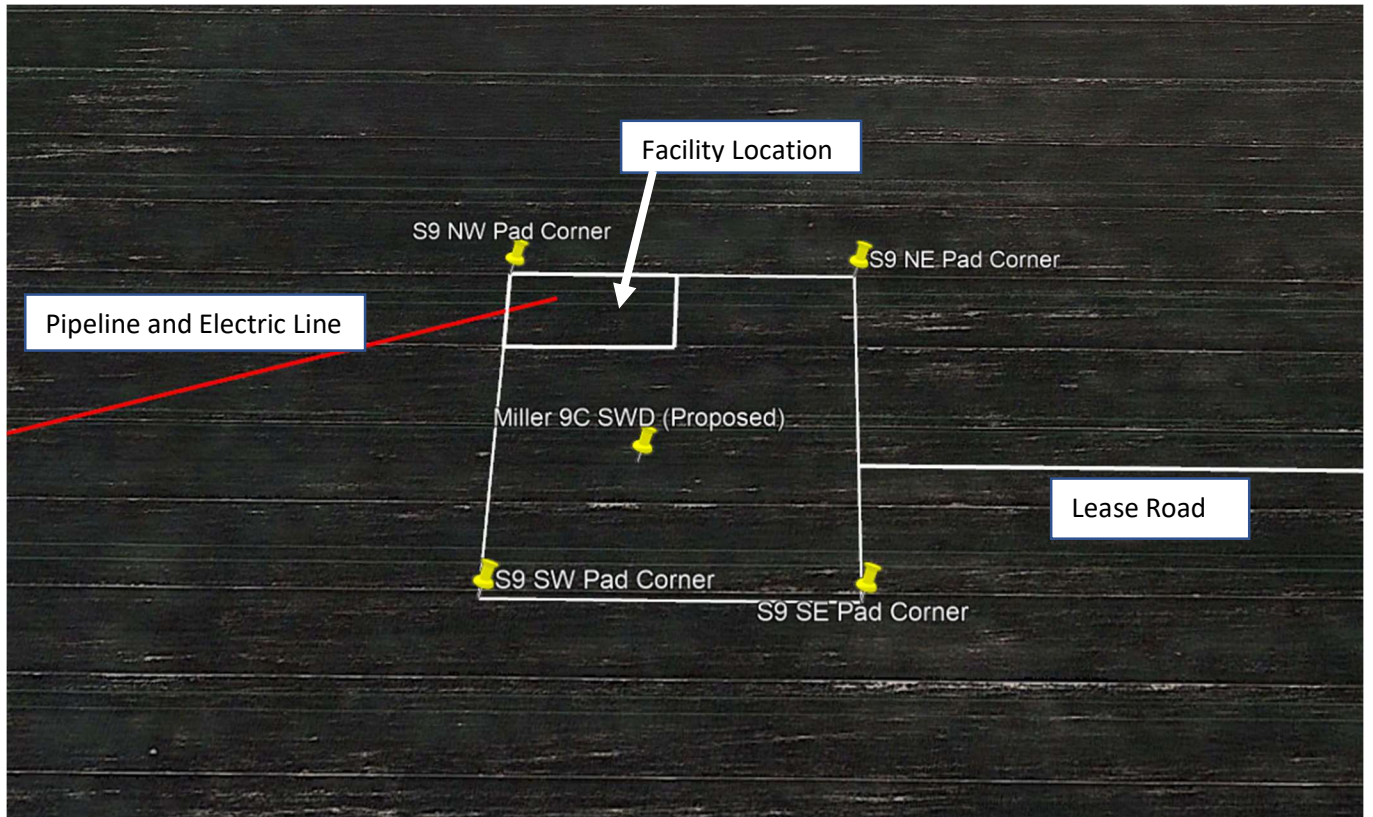 Facility Location
S9 NW Pad Corner
S9 NE Pad Corner
Pipeline and Electric Line
Miller 9C SWD (Proposed)
Lease Road
S9 SW Pad Corner
S9 SE Pad Corner